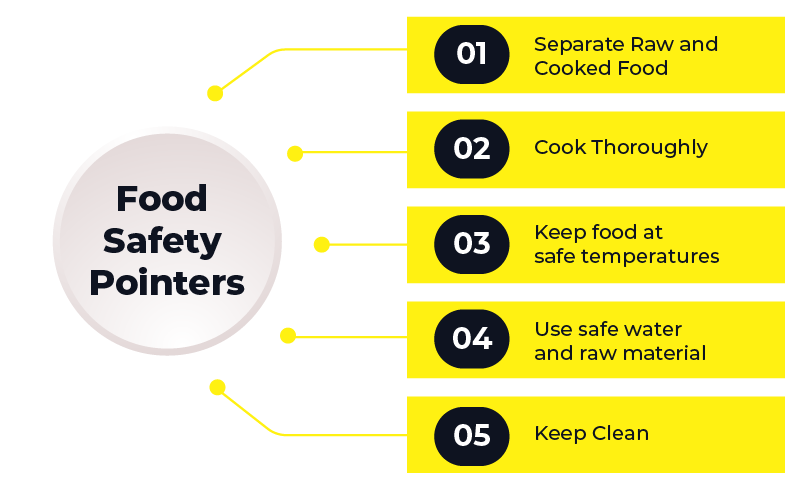 Food
Safety
Pointers
01
Separate Raw and
Cooked Food
02
Cook Thoroughly
03
Keep food at
safe temperatures
04
Use safe water
and raw material
05
Keep Clean